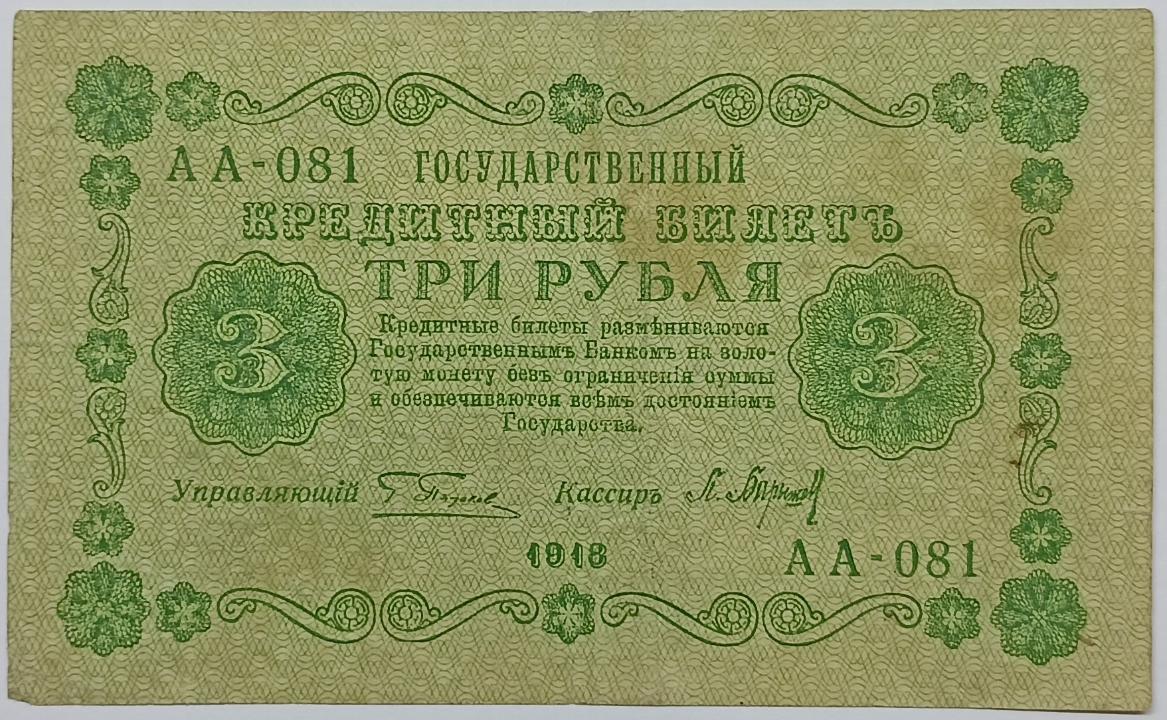 АА-081 ГОСУДАРСТВЕННЫЙ
КРЕДИТНЫЙ БИЛЕТЪ
ТРИ РУБЛЯ
3 3
Кредитные билеты размѣниваются
Государственнымъ Банкомъ на золо-
тую монету безъ ограниченія суммы
и обезпечиваются всѣмъ достояніемъ
Государства.
Управляющій Кассиръ
1918 АА-081